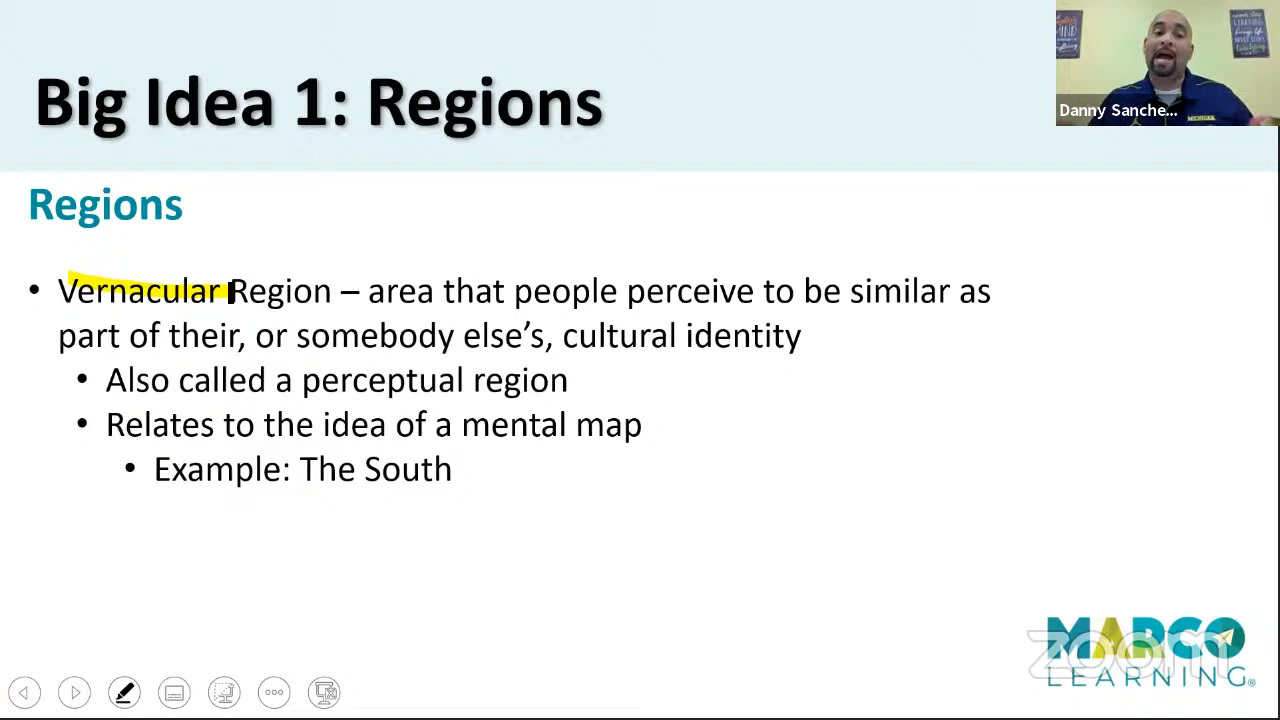 Big Idea 1: Regions
Danny Sanche...
MICHIGAN
Regions
• Vernacular Region – area that people perceive to be similar as
part of their, or somebody else’s, cultural identity
• Also called a perceptual region
• Relates to the idea of a mental map
• Example: The South
MARCO
zoom
LEARNING®